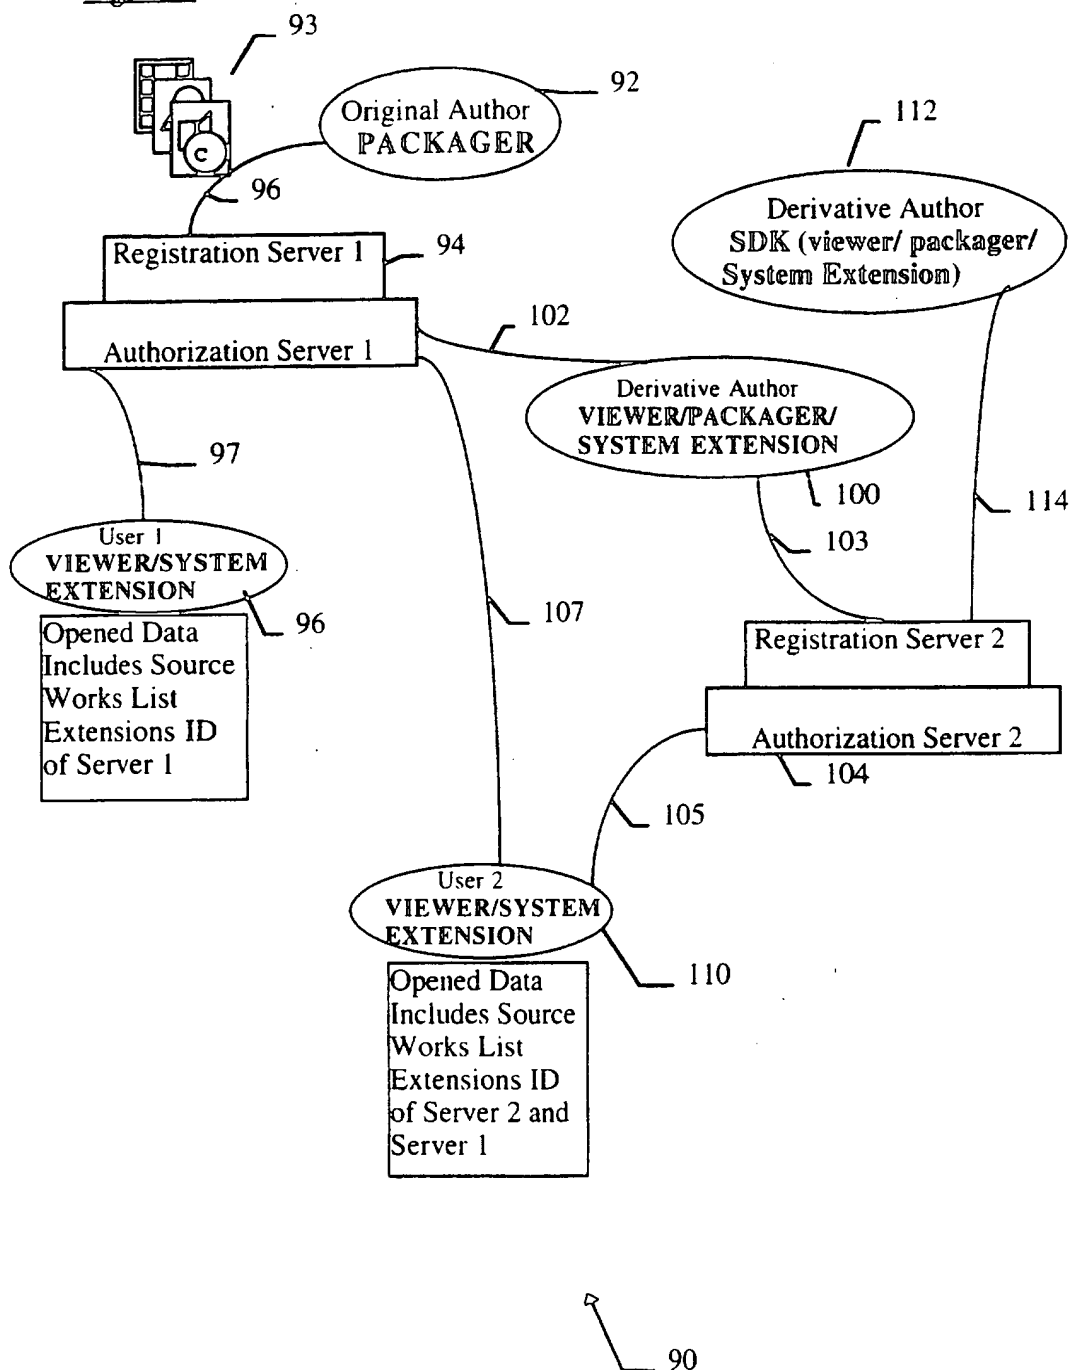 93
92
Original Author
PACKAGER
112
C
96
Derivative Author
SDK (viewer/ packager/
System Extension)
Registration Server 1
94
102
Authorization Server 1
Derivative Author
VIEWER/PACKAGER/
SYSTEM EXTENSION
97
100
114
103
User 1
VIEWER/SYSTEM
EXTENSION
96
107
Opened Data
Includes Source
Works List
Extensions ID
of Server 1
Registration Server 2
Authorization Server 2
104
105
User 2
VIEWER/SYSTEM
EXTENSION
110
Opened Data
Includes Source
Works List
Extensions ID
of Server 2 and
Server 1
90